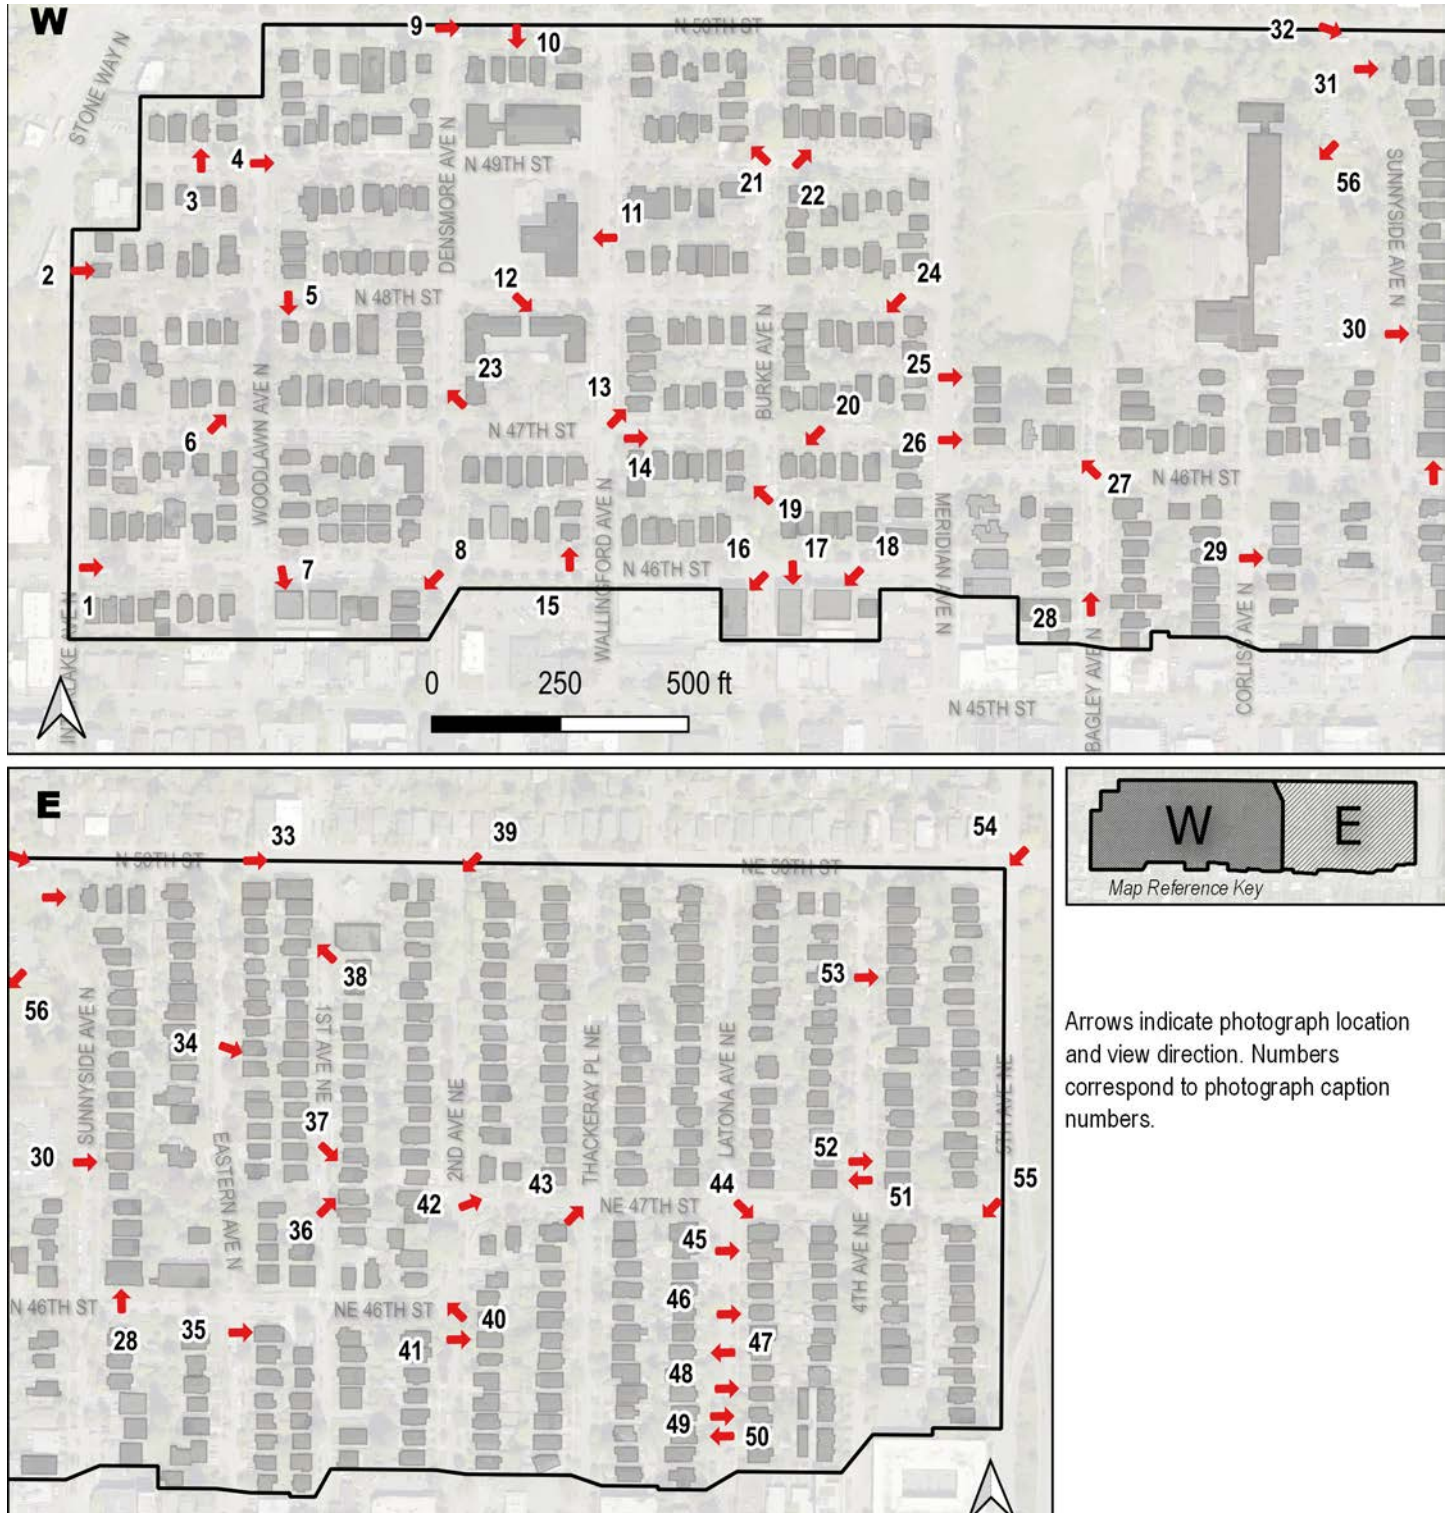 W
9
N 50TH ST
32
10
31
STONEWAY N
4
DENSMORE AVE N
N 49TH ST
21
56
SUNNYSIDE AVE N
3
22
11
2
12
24
5
N 48TH ST
30
23
25
WOODLAWN AVE N
13
BURKE AVE N
20
6
N 47TH ST
26
14
27
N 46TH ST
19
WALLINGFORD AVE N
MERIDIAN AVE N
7
8
16
17
18
29
N 46TH ST
1
15
28
CORLISS AVE N
BAGLEY AVE N
0
250
500 ft
N 45TH ST
E
33
39
54
N 50TH ST
NE 50TH ST
W
E
Map Reference Key
38
53
56
SUNNYSIDE AVE N
34
1ST AVE NE
Arrows indicate photograph location
and view direction. Numbers
correspond to photograph caption
numbers.
THACKERAY PL NE
LATONA AVE NE
5TH AVE NE
37
2ND AVE NE
52
30
EASTERN AVE N
43
44
55
42
NE 47TH ST
51
36
45
4TH AVE NE
N 46TH ST
NE 46TH ST
46
40
28
35
41
47
48
49
50